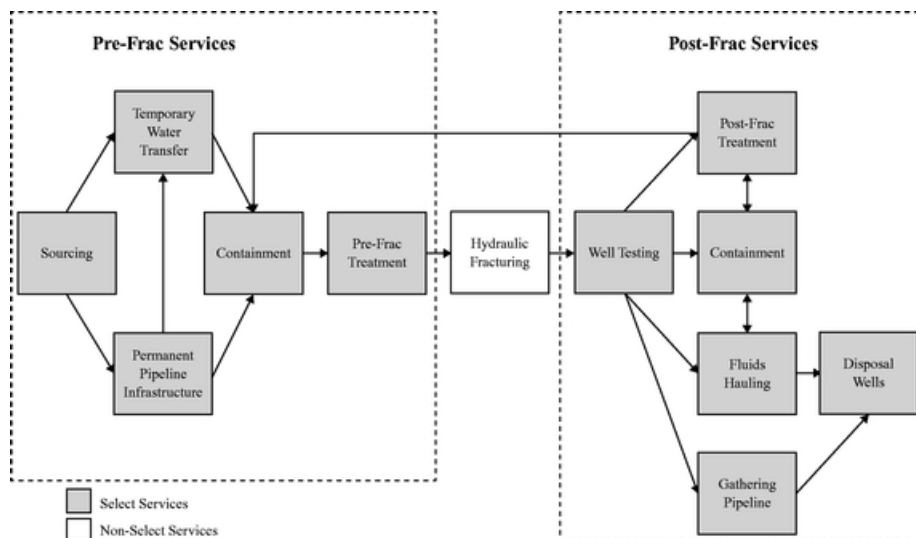 Pre-Frac Services
Post-Frac Services
Temporary
Water
Transfer
Post-Frac
Treatment
Sourcing
Containment
Pre-Frac
Treatment
Hydraulic
Fracturing
Well Testing
Containment
Permanent
Pipeline
Infrastructure
Fluids
Hauling
Disposal
Wells
Gathering
Pipeline
Select Services
Non-Select Services